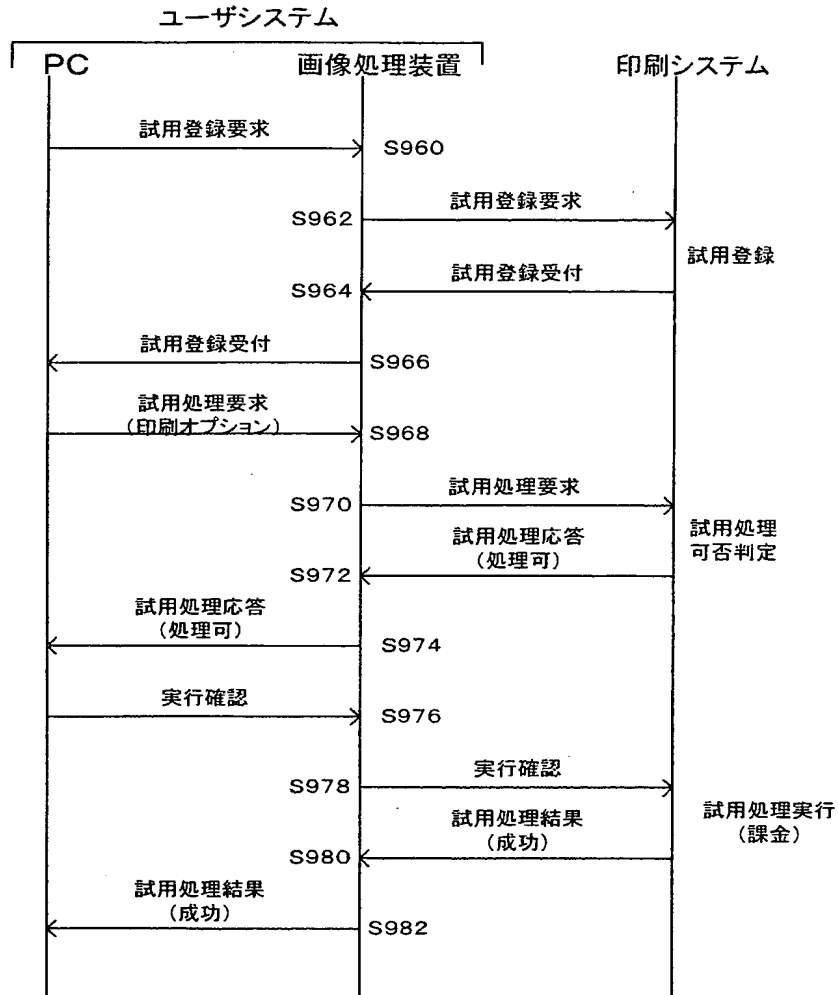 ユーザシステム
PC
画像処理装置
印刷システム
試用登録要求
S960
試用登録要求
S962
試用登録
試用登録受付
S964
試用登録受付
S966
試用処理要求
(印刷オプション)
S968
試用処理要求
S970
試用処理
可否判定
試用処理応答
(処理可)
S972
試用処理応答
(処理可)
S974
実行確認
S976
実行確認
S978
試用処理実行
(課金)
試用処理結果
(成功)
S980
試用処理結果
(成功)
S982